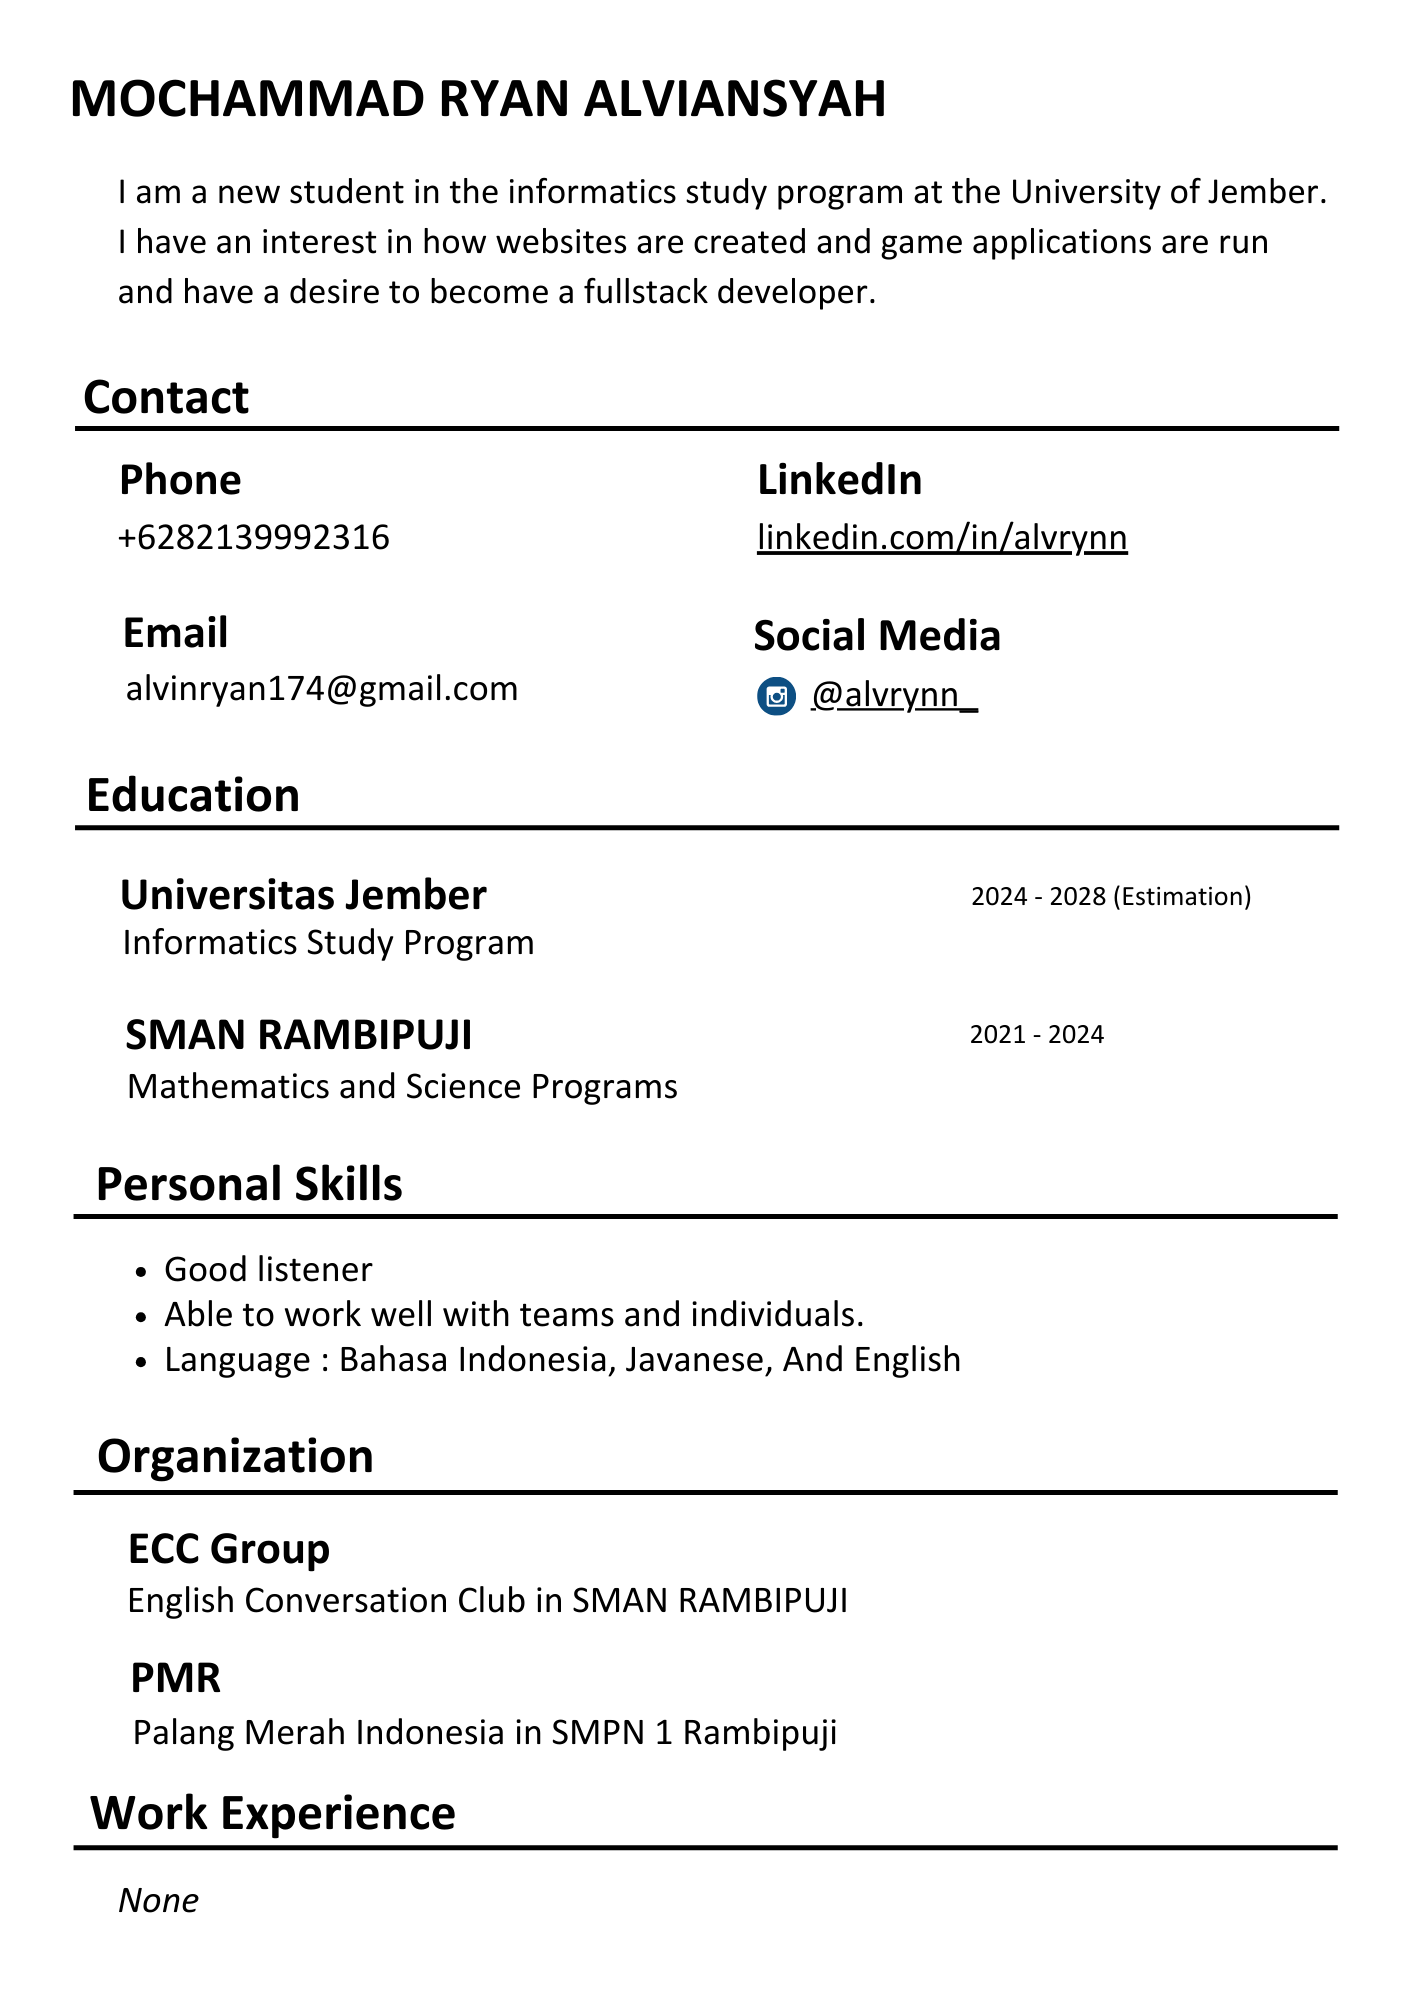 MOCHAMMAD RYAN ALVIANSYAH
I am a new student in the informatics study program at the University of Jember.
I have an interest in how websites are created and game applications are run
and have a desire to become a fullstack developer.
Contact
Phone
+6282139992316
LinkedIn
linkedin.com/in/alvrynn
Email
alvinryan174@gmail.com
Social Media
@alvrynn_
Education
Universitas Jember
2024 - 2028 (Estimation)
Informatics Study Program
SMAN RAMBIPUJI
2021 - 2024
Mathematics and Science Programs
Personal Skills
• Good listener
• Able to work well with teams and individuals.
• Language : Bahasa Indonesia, Javanese, And English
Organization
ECC Group
English Conversation Club in SMAN RAMBIPUJI
PMR
Palang Merah Indonesia in SMPN 1 Rambipuji
Work Experience
None